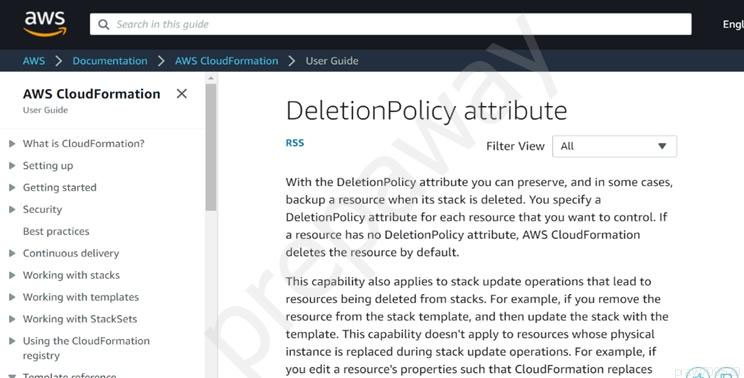 aws
Search in this guide
Engl
AWS > Documentation > AWS CloudFormation > User Guide
AWS CloudFormation
User Guide
What is CloudFormation?
Setting up
Getting started
Security
Best practices
Continuous delivery
Working with stacks
Working with templates
Working with StackSets
Using the CloudFormation
registry
Template reference
DeletionPolicy attribute
RSS
Filter View
All
With the DeletionPolicy attribute you can preserve, and in some cases,
backup a resource when its stack is deleted. You specify a
DeletionPolicy attribute for each resource that you want to control. If
a resource has no DeletionPolicy attribute, AWS CloudFormation
deletes the resource by default.
This capability also applies to stack update operations that lead to
resources being deleted from stacks. For example, if you remove the
resource from the stack template, and then update the stack with the
template. This capability doesn't apply to resources whose physical
instance is replaced during stack update operations. For example, if
you edit a resource's properties such that CloudFormation replaces
prepaway